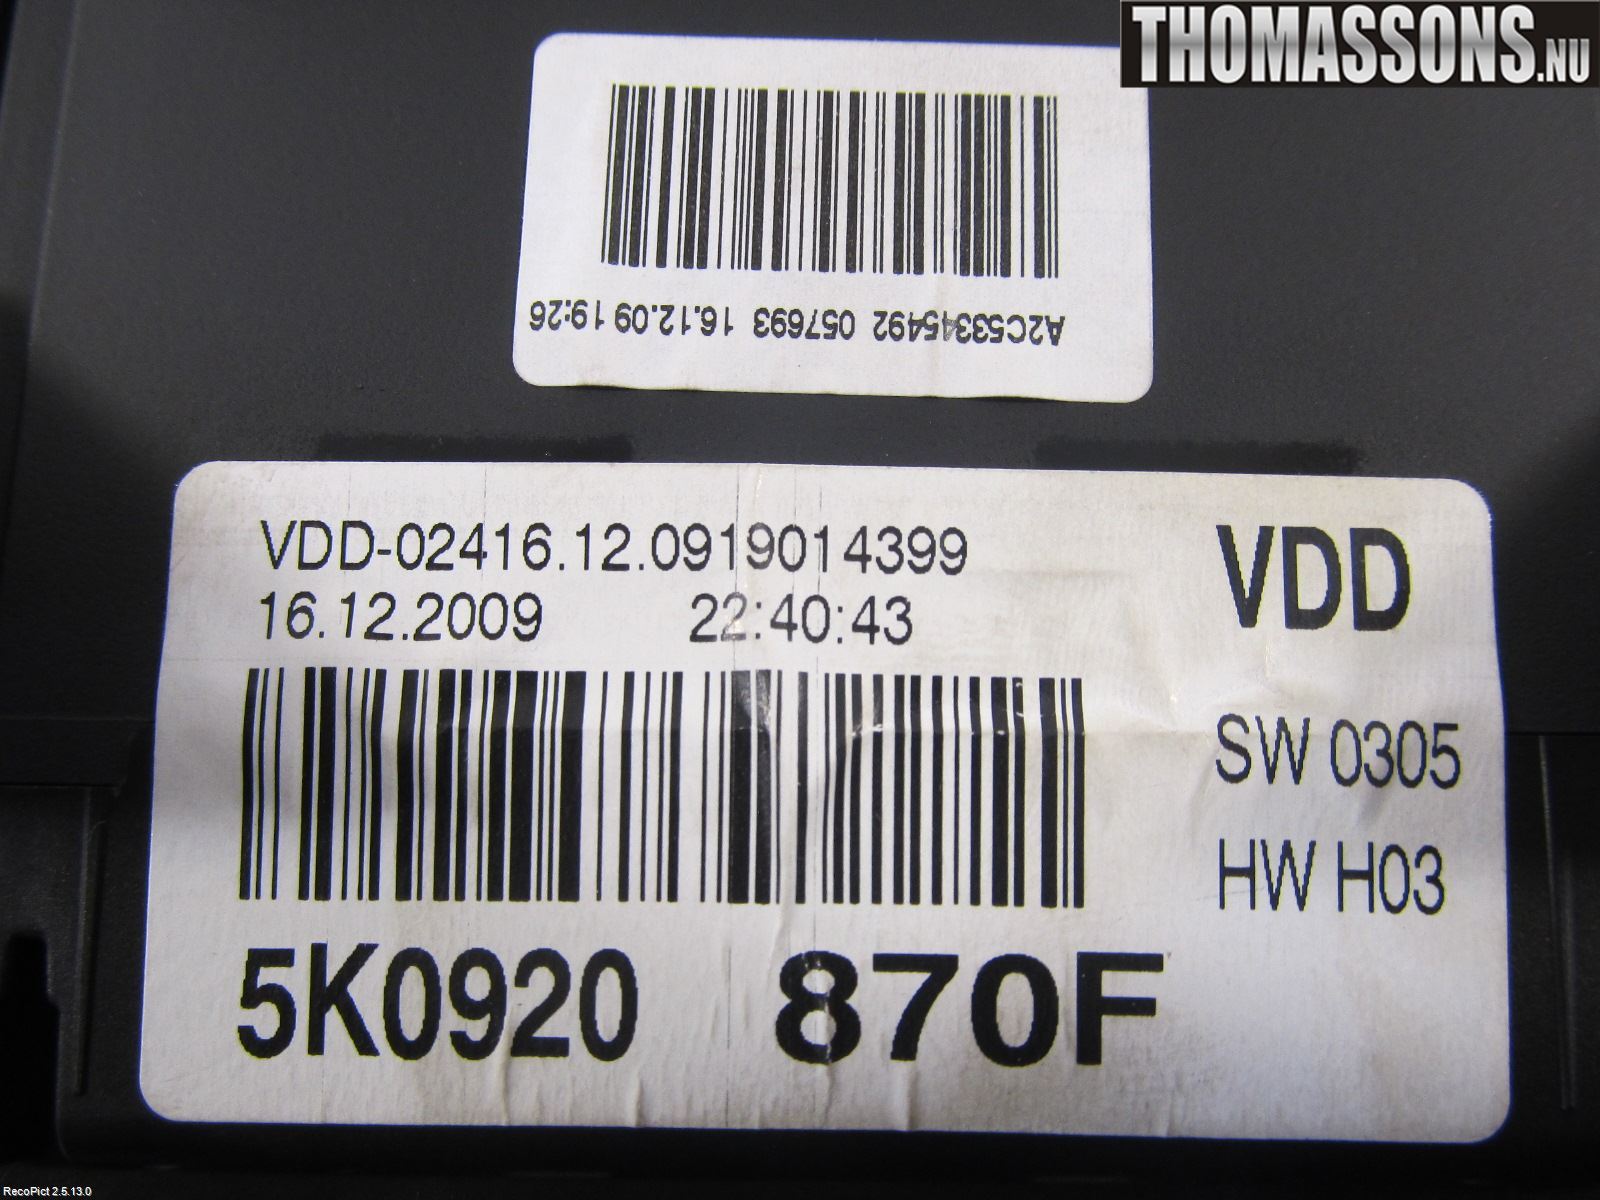 THOMASSONS.NU
A2C53345492 057693 16.12.09 19:26
VDD-02416.12.0919014399 VDD
16.12.2009 22:40:43
SW 0305
HW H03
5K0920 870F
RecoPict 2.5.13.0